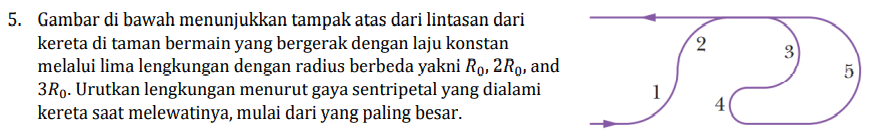 5. Gambar di bawah menunjukkan tampak atas dari lintasan dari
kereta di taman bermain yang bergerak dengan laju konstan
melalui lima lengkungan dengan radius berbeda yakni R₀, 2R₀, and
3R₀. Urutkan lengkungan menurut gaya sentripetal yang dialami
kereta saat melewatinya, mulai dari yang paling besar.
2
3
5
1
4